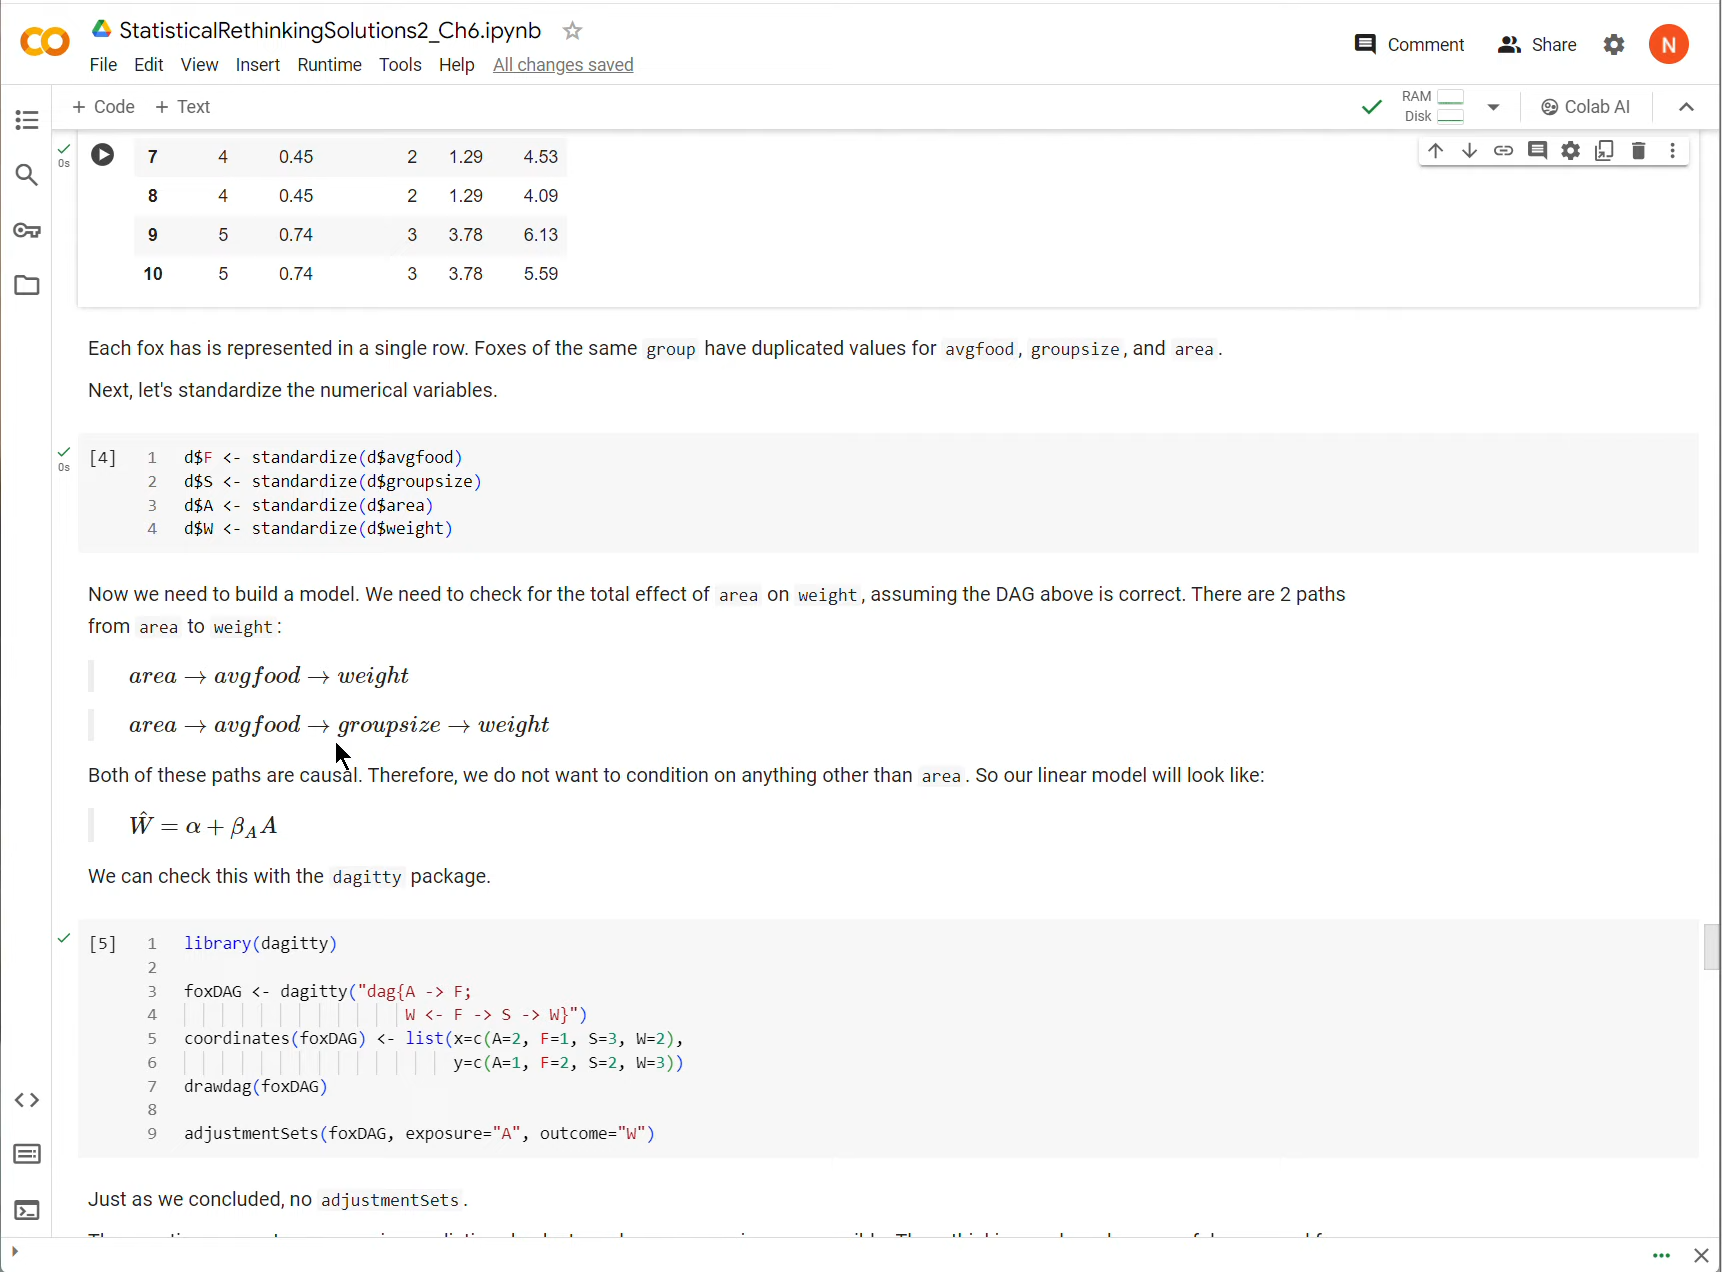 StatisticalRethinkingSolutions2_Ch6.ipynb
Comment Share N
File Edit View Insert Runtime Tools Help All changes saved
+ Code + Text
RAM
Disk
Colab AI
0s
7 4 0.45 2 1.29 4.53
8 4 0.45 2 1.29 4.09
9 5 0.74 3 3.78 6.13
10 5 0.74 3 3.78 5.59
Each fox has is represented in a single row. Foxes of the same group have duplicated values for avgfood, groupsize, and area.
Next, let's standardize the numerical variables.
0s
[4] 1 d$F <- standardize(d$avgfood)
2 d$S <- standardize(d$groupsize)
3 d$A <- standardize(d$area)
4 d$W <- standardize(d$weight)
Now we need to build a model. We need to check for the total effect of area on weight, assuming the DAG above is correct. There are 2 paths
from area to weight:
area → avgfood → weight
area → avgfood → groupsize → weight
Both of these paths are causal. Therefore, we do not want to condition on anything other than area. So our linear model will look like:
Ŵ = α + β_A A
We can check this with the dagitty package.
[5] 1 library(dagitty)
2
3 foxDAG <- dagitty("dag{A -> F;
4 W <- F -> S -> W}")
5 coordinates(foxDAG) <- list(x=c(A=2, F=1, S=3, W=2),
6 y=c(A=1, F=2, S=2, W=3))
7 drawdag(foxDAG)
8
9 adjustmentSets(foxDAG, exposure="A", outcome="W")
Just as we concluded, no adjustmentSets.